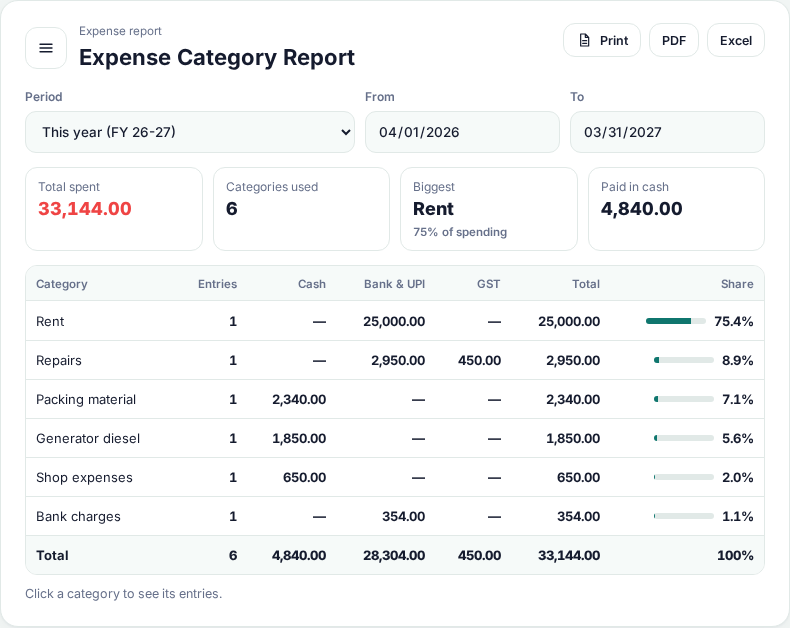 Expense report
Expense Category Report
Print PDF Excel
Period From To
This year (FY 26-27) 04/01/2026 03/31/2027
Total spent Categories used Biggest Paid in cash
33,144.00 6 Rent 4,840.00
75% of spending
Category Entries Cash Bank & UPI GST Total Share
Rent 1 — 25,000.00 — 25,000.00 75.4%
Repairs 1 — 2,950.00 450.00 2,950.00 8.9%
Packing material 1 2,340.00 — — 2,340.00 7.1%
Generator diesel 1 1,850.00 — — 1,850.00 5.6%
Shop expenses 1 650.00 — — 650.00 2.0%
Bank charges 1 — 354.00 — 354.00 1.1%
Total 6 4,840.00 28,304.00 450.00 33,144.00 100%
Click a category to see its entries.